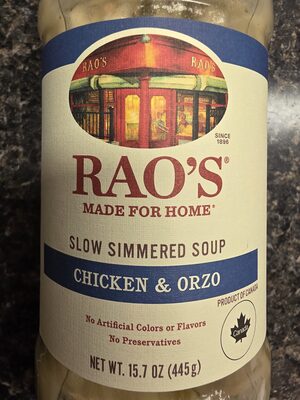 RAO'S
RAO'S
SINCE
1896
RAO'S®
MADE FOR HOME®
SLOW SIMMERED SOUP
CHICKEN & ORZO
PRODUCT OF CANADA
Canada
No Artificial Colors or Flavors
No Preservatives
NET WT. 15.7 OZ (445g)